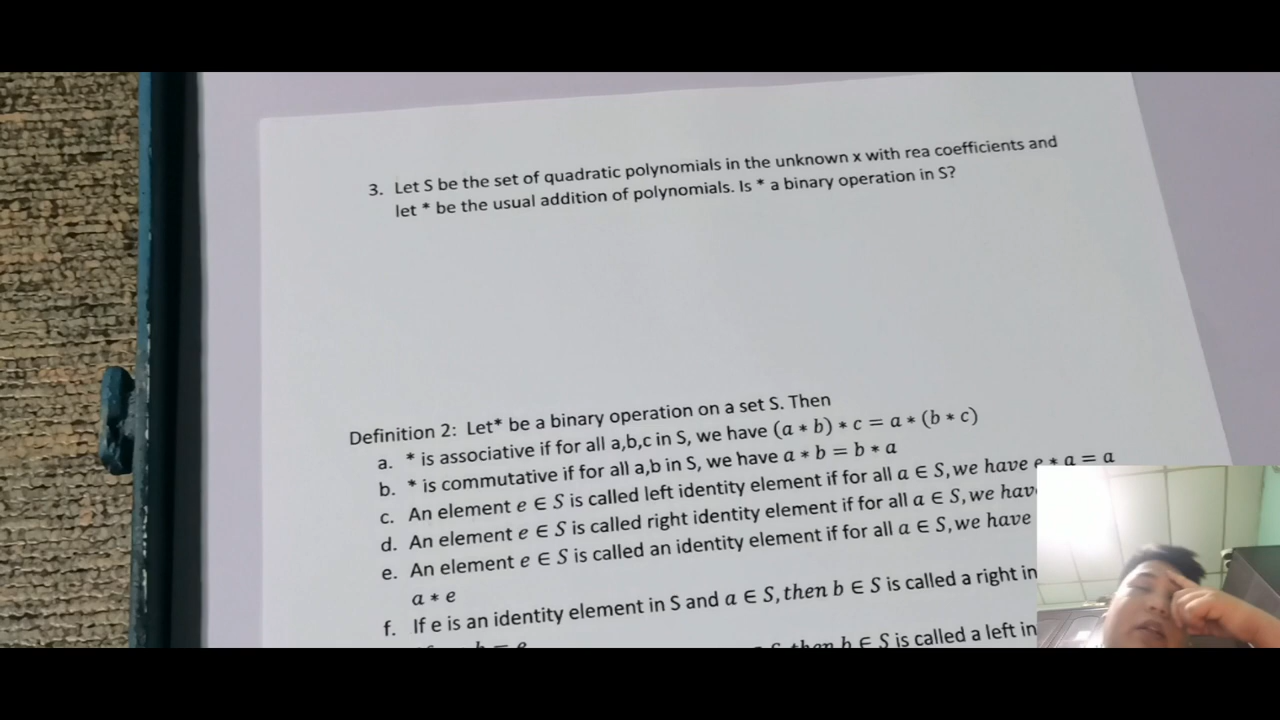 3. Let S be the set of quadratic polynomials in the unknown x with rea coefficients and
let * be the usual addition of polynomials. Is * a binary operation in S?
Definition 2: Let* be a binary operation on a set S. Then
a. * is associative if for all a,b,c in S, we have (a * b) * c = a * (b * c)
b. * is commutative if for all a,b in S, we have a * b = b * a
c. An element e ∈ S is called left identity element if for all a ∈ S, we have e * a = a
d. An element e ∈ S is called right identity element if for all a ∈ S, we hav
e. An element e ∈ S is called an identity element if for all a ∈ S, we have
a * e
f. If e is an identity element in S and a ∈ S, then b ∈ S is called a right in
then b ∈ S is called a left in